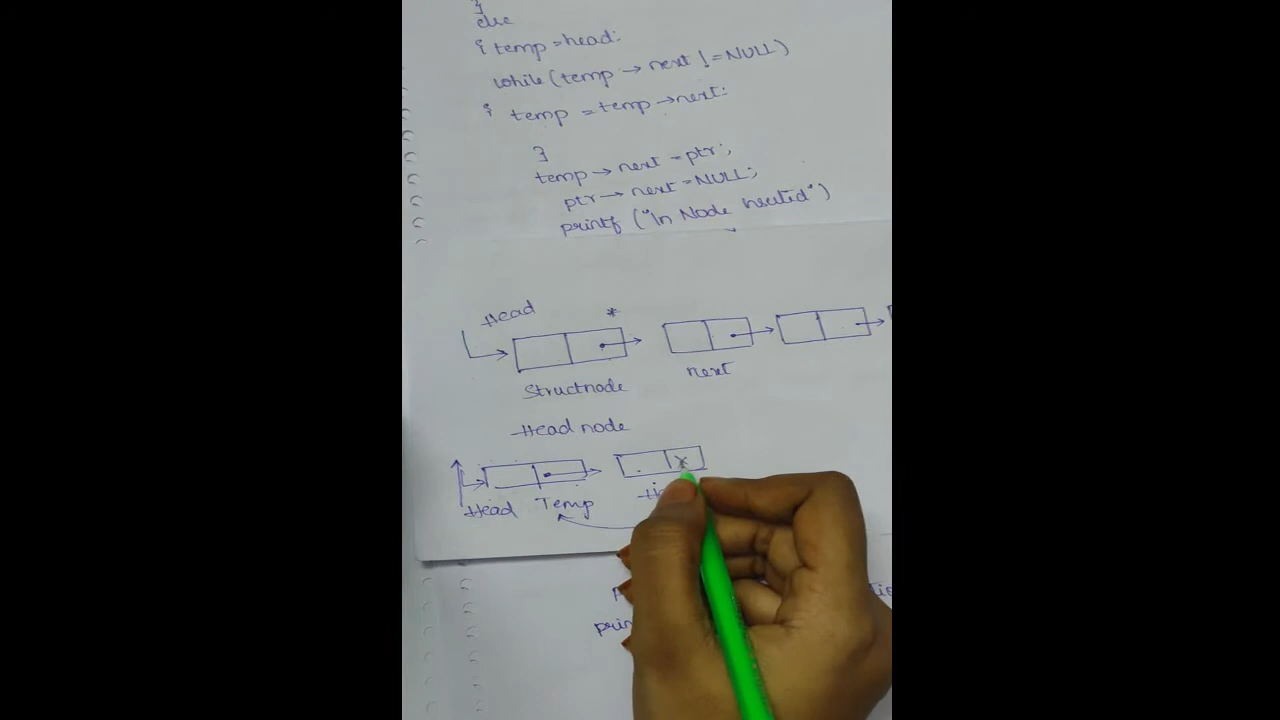 }
else
{ temp=head;
while(temp → next !=NULL)
{ temp =temp →next;
}
temp → next =ptr;
ptr → next =NULL;
printf ("\n Node
Head *
Structnode next
Head node
Head Temp